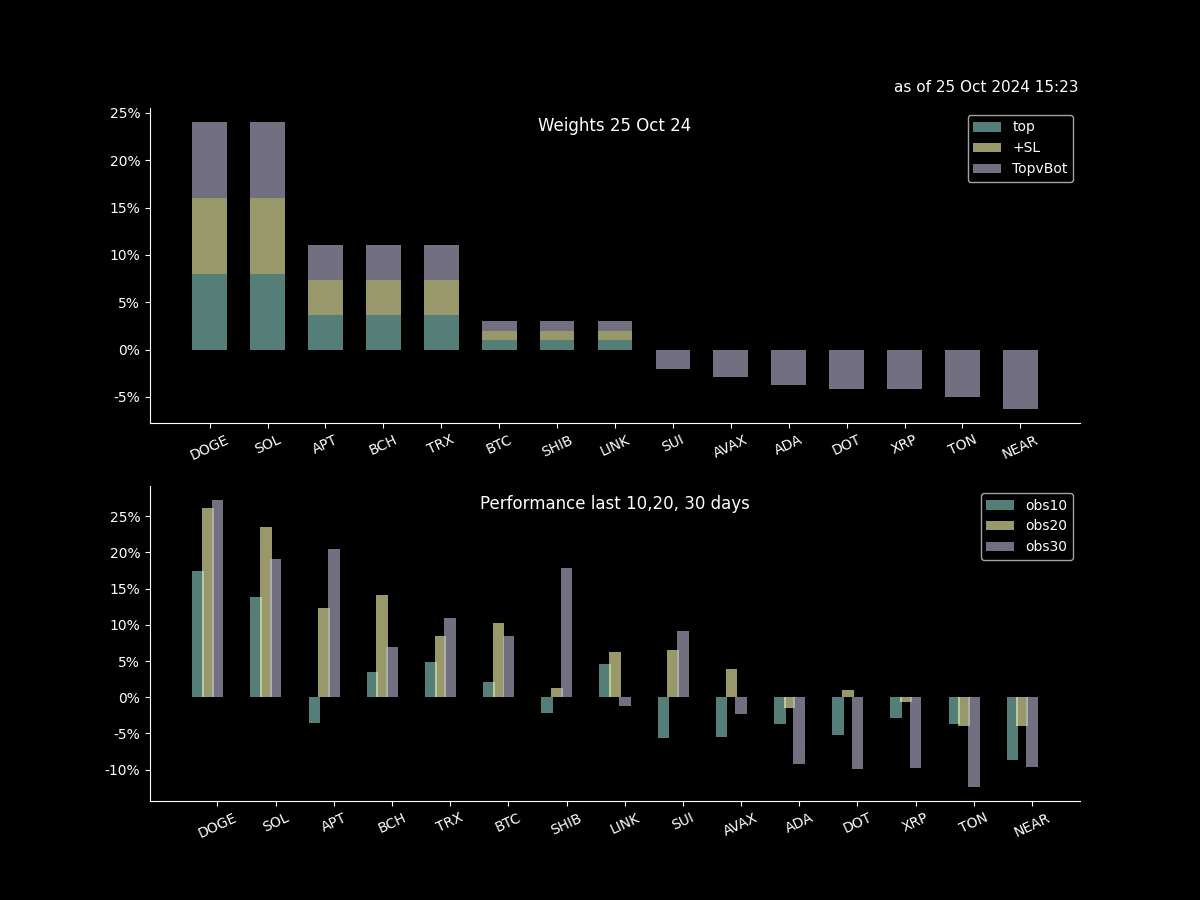 as of 25 Oct 2024 15:23
Weights 25 Oct 24
top
+SL
TopvBot
25%
20%
15%
10%
5%
0%
-5%
DOGE SOL APT BCH TRX BTC SHIB LINK SUI AVAX ADA DOT XRP TON NEAR
Performance last 10,20, 30 days
obs10
obs20
obs30
25%
20%
15%
10%
5%
0%
-5%
-10%
DOGE SOL APT BCH TRX BTC SHIB LINK SUI AVAX ADA DOT XRP TON NEAR